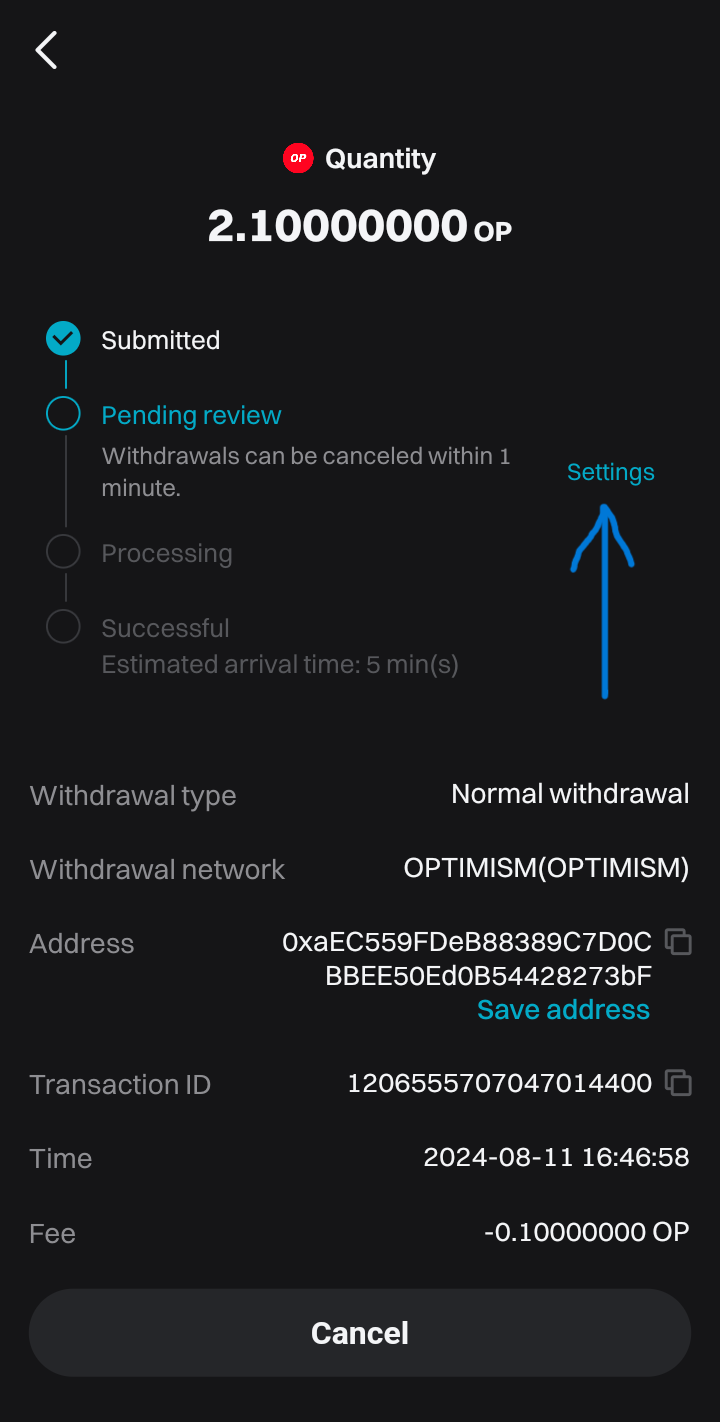 OP Quantity
2.10000000 OP
Submitted
Pending review
Withdrawals can be canceled within 1
minute.
Settings
Processing
Successful
Estimated arrival time: 5 min(s)
Withdrawal type Normal withdrawal
Withdrawal network OPTIMISM(OPTIMISM)
Address 0xaEC559FDeB88389C7D0C
BBEE50Ed0B54428273bF
Save address
Transaction ID 1206555707047014400
Time 2024-08-11 16:46:58
Fee -0.10000000 OP
Cancel